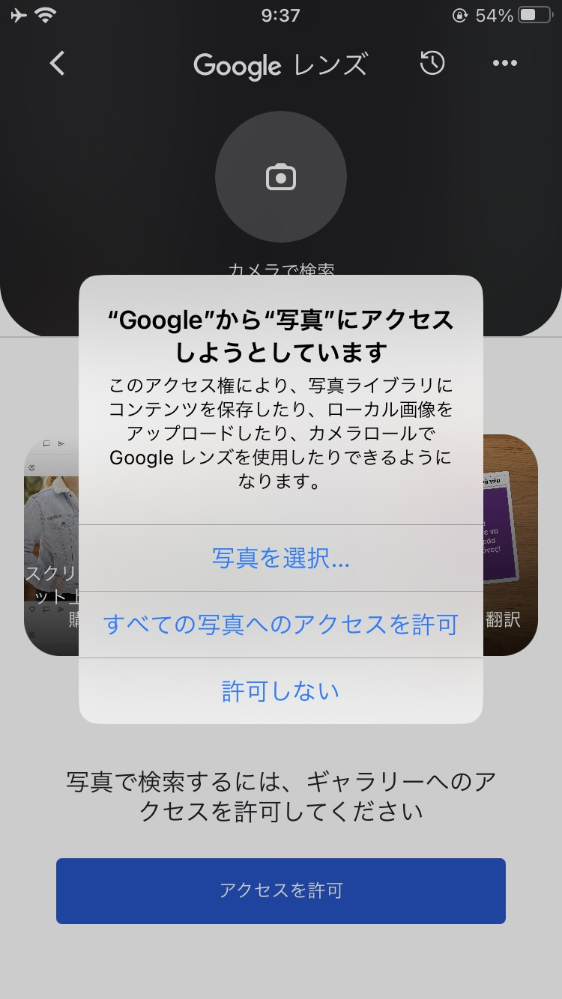 9:37
54%
Google レンズ
カメラで検索
“Google”から“写真”にアクセス
しようとしています
このアクセス権により、写真ライブラリに
コンテンツを保存したり、ローカル画像を
アップロードしたり、カメラロールで
Google レンズを使用したりできるように
なります。
写真を選択...
すべての写真へのアクセスを許可
許可しない
スクリ
ット上
購
翻訳
写真で検索するには、ギャラリーへのア
クセスを許可してください
アクセスを許可